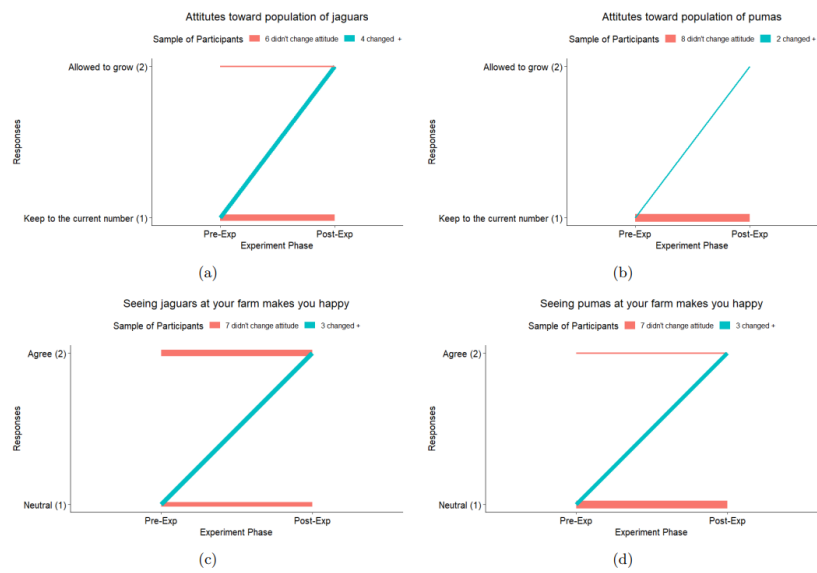 Attitutes toward population of jaguars
Sample of Participants 6 didn't change attitude 4 changed +
Allowed to grow (2)
Responses
Keep to the current number (1)
Pre-Exp Post-Exp
Experiment Phase
(a)
Attitutes toward population of pumas
Sample of Participants 8 didn't change attitude 2 changed +
Allowed to grow (2)
Responses
Keep to the current number (1)
Pre-Exp Post-Exp
Experiment Phase
(b)
Seeing jaguars at your farm makes you happy
Sample of Participants 7 didn't change attitude 3 changed +
Agree (2)
Responses
Neutral (1)
Pre-Exp Post-Exp
Experiment Phase
(c)
Seeing pumas at your farm makes you happy
Sample of Participants 7 didn't change attitude 3 changed +
Agree (2)
Responses
Neutral (1)
Pre-Exp Post-Exp
Experiment Phase
(d)